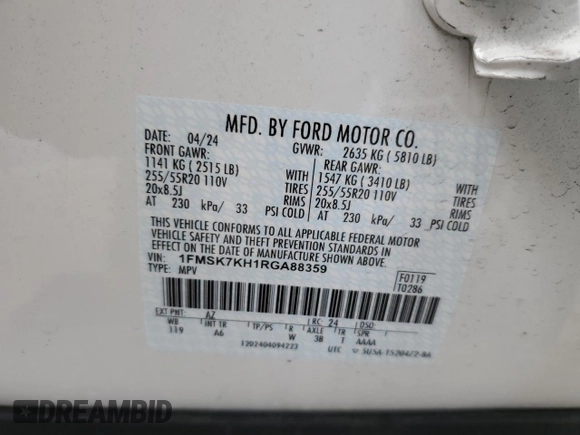 MFD. BY FORD MOTOR CO.
DATE: 04/24 GVWR: 2635 KG ( 5810 LB)
FRONT GAWR: REAR GAWR:
1141 KG ( 2515 LB) WITH 1547 KG ( 3410 LB) WITH
255/55R20 110V TIRES 255/55R20 110V TIRES
20x8.5J RIMS 20x8.5J RIMS
AT 230 kPa/ 33 PSI COLD AT 230 kPa/ 33 PSI COLD
THIS VEHICLE CONFORMS TO ALL APPLICABLE FEDERAL MOTOR
VEHICLE SAFETY AND THEFT PREVENTION STANDARDS IN
EFFECT ON THE DATE OF MANUFACTURE SHOWN ABOVE.
VIN: 1FMSK7KH1RGA88359 F0119
TYPE: MPV T0286
EXT PNT: AZ RC: 24 DSO:
WB INT TR TP/PS R AXLE TR SPR
119 A6 W 3B T AAAA
1202404094223 UTC
DREAMBID